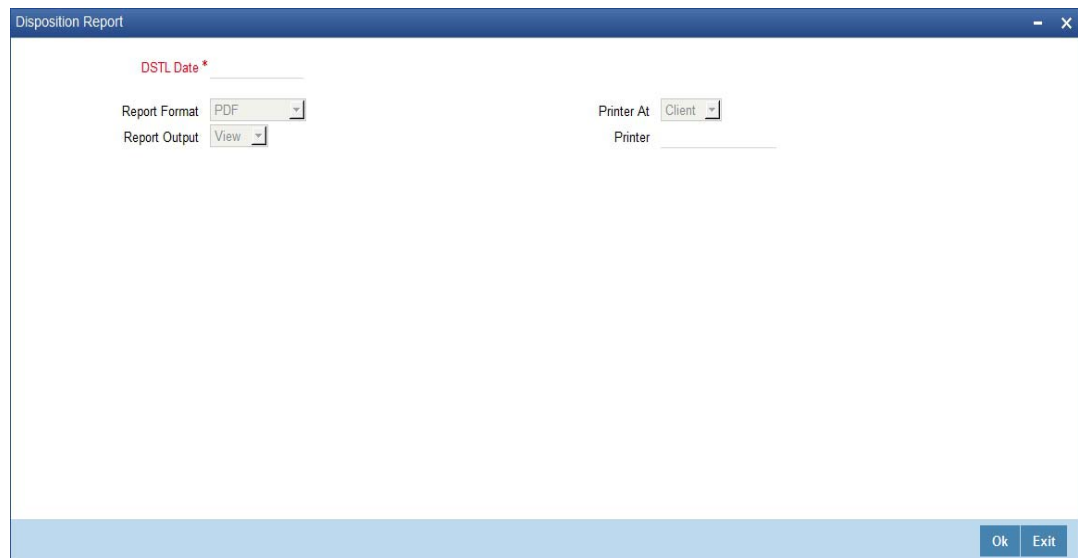 Disposition Report
DSTL Date *
Report Format PDF
Printer At Client
Report Output View
Printer
Ok Exit